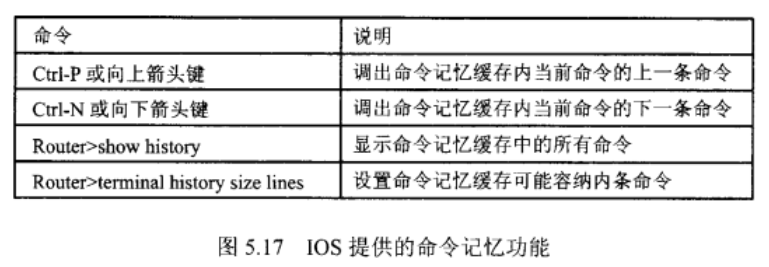 命令 说明
Ctrl-P 或向上箭头键 调出命令记忆缓存内当前命令的上一条命令
Ctrl-N 或向下箭头键 调出命令记忆缓存内当前命令的下一条命令
Router>show history 显示命令记忆缓存中的所有命令
Router>terminal history size lines 设置命令记忆缓存可能容纳内条命令
图 5.17 IOS 提供的命令记忆功能